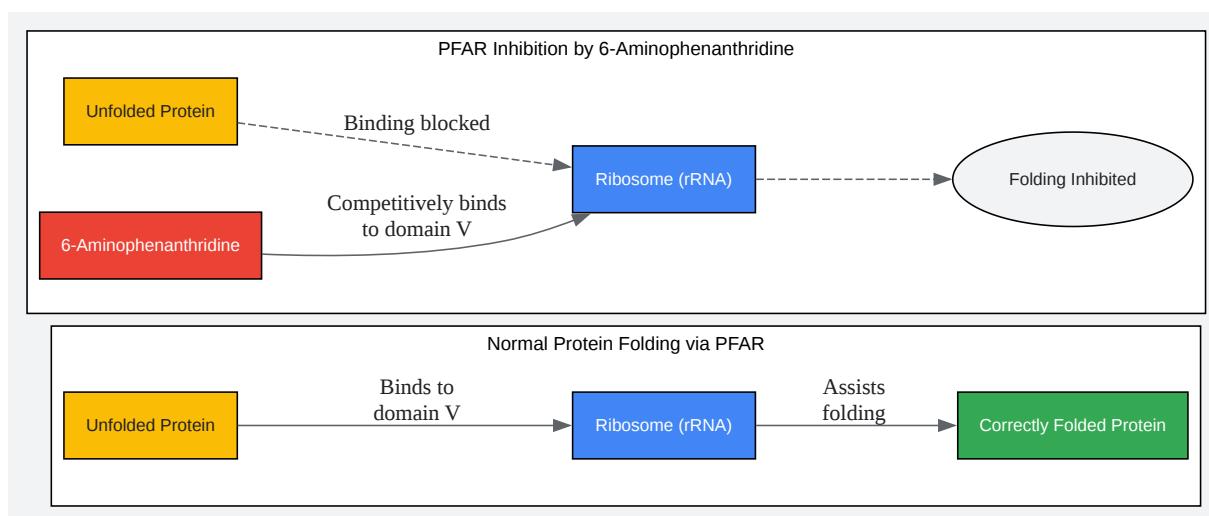 PFAR Inhibition by 6-Aminophenanthridine
Unfolded Protein
Binding blocked
Ribosome (rRNA)
Folding Inhibited
Competitively binds
to domain V
6-Aminophenanthridine
Normal Protein Folding via PFAR
Unfolded Protein
Binds to
domain V
Ribosome (rRNA)
Assists
folding
Correctly Folded Protein